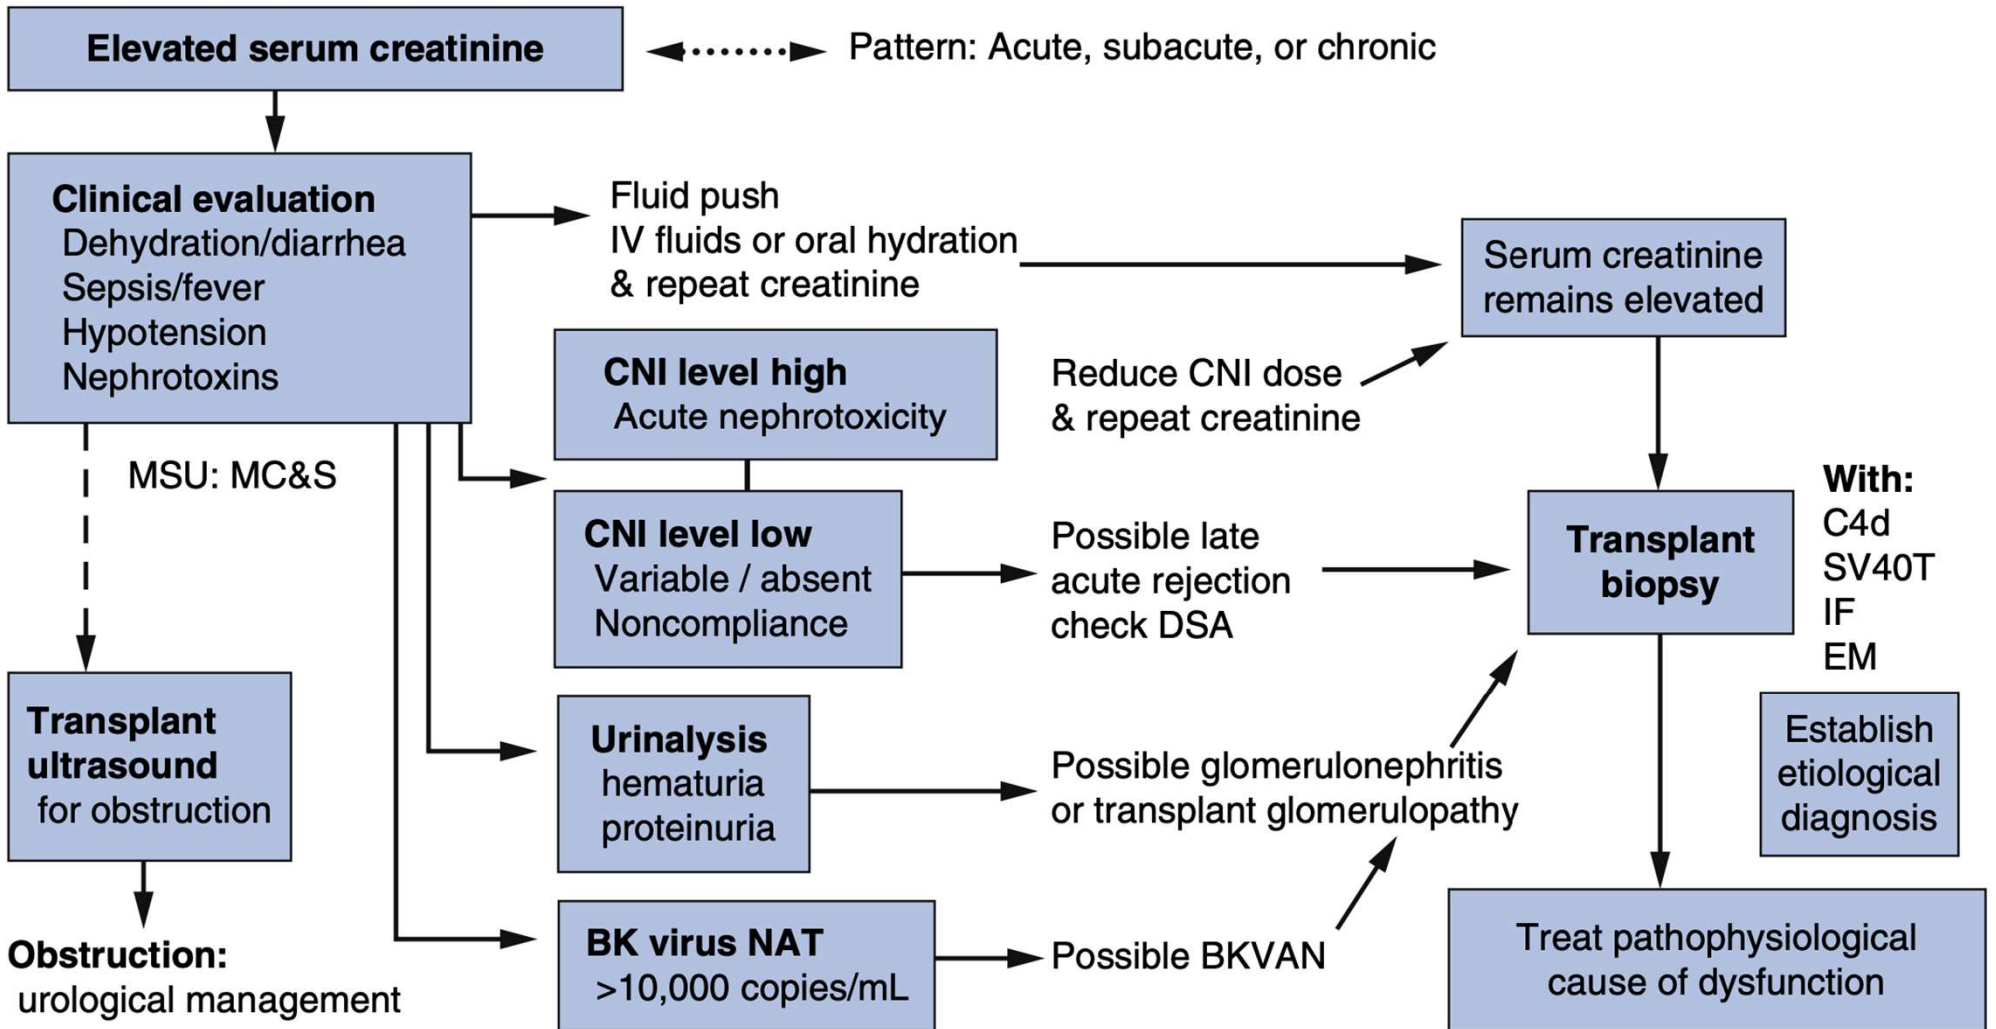 Elevated serum creatinine
Pattern: Acute, subacute, or chronic
Clinical evaluation
Dehydration/diarrhea
Sepsis/fever
Hypotension
Nephrotoxins
Fluid push
IV fluids or oral hydration
& repeat creatinine
Serum creatinine
remains elevated
CNI level high
Acute nephrotoxicity
Reduce CNI dose
& repeat creatinine
MSU: MC&S
CNI level low
Variable / absent
Noncompliance
Possible late
acute rejection
check DSA
Transplant
biopsy
With:
C4d
SV40T
IF
EM
Transplant
ultrasound
for obstruction
Urinalysis
hematuria
proteinuria
Possible glomerulonephritis
or transplant glomerulopathy
Establish
etiological
diagnosis
Obstruction:
urological management
BK virus NAT
>10,000 copies/mL
Possible BKVAN
Treat pathophysiological
cause of dysfunction